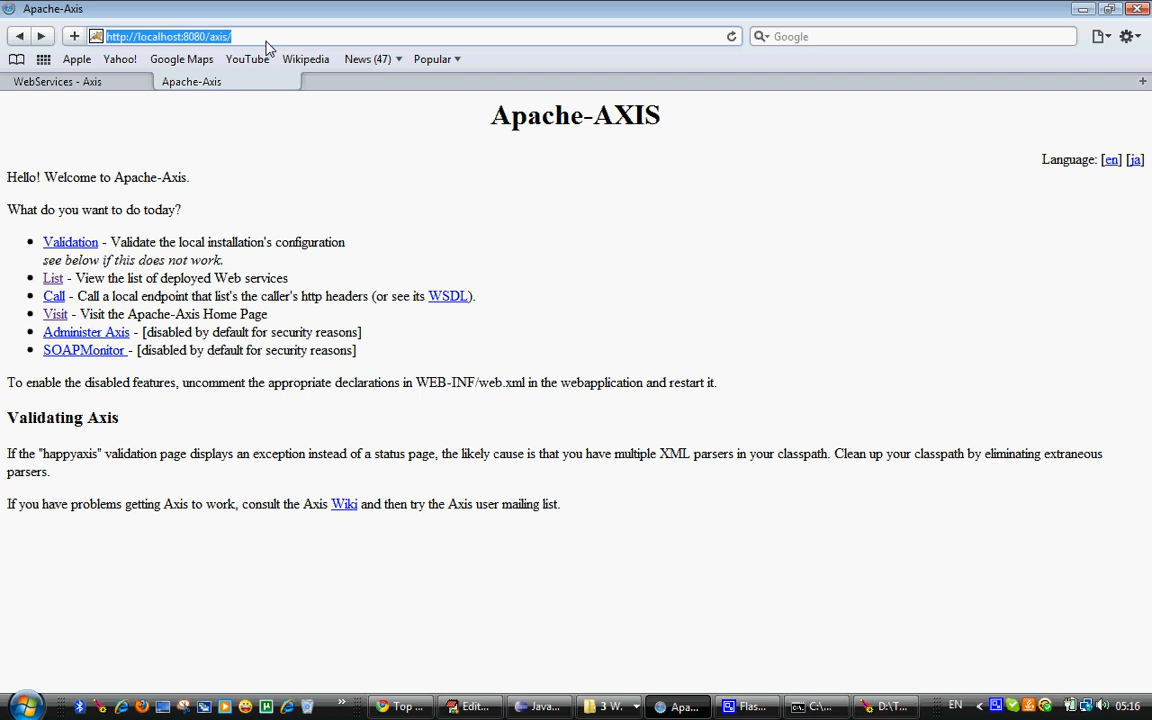 Apache-Axis
http://localhost:8080/axis/
Google
Apple Yahoo! Google Maps YouTube Wikipedia News (47) Popular
WebServices - Axis Apache-Axis
Apache-AXIS
Language: [en] [ja]
Hello! Welcome to Apache-Axis.
What do you want to do today?
Validation - Validate the local installation's configuration
see below if this does not work.
List - View the list of deployed Web services
Call - Call a local endpoint that list's the caller's http headers (or see its WSDL).
Visit - Visit the Apache-Axis Home Page
Administer Axis - [disabled by default for security reasons]
SOAPMonitor - [disabled by default for security reasons]
To enable the disabled features, uncomment the appropriate declarations in WEB-INF/web.xml in the webapplication and restart it.
Validating Axis
If the "happyaxis" validation page displays an exception instead of a status page, the likely cause is that you have multiple XML parsers in your classpath. Clean up your classpath by eliminating extraneous
parsers.
If you have problems getting Axis to work, consult the Axis Wiki and then try the Axis user mailing list.
Top ... Edit... Java... 3 W. Apa... Flas... C:\... D:\T... EN 05:16